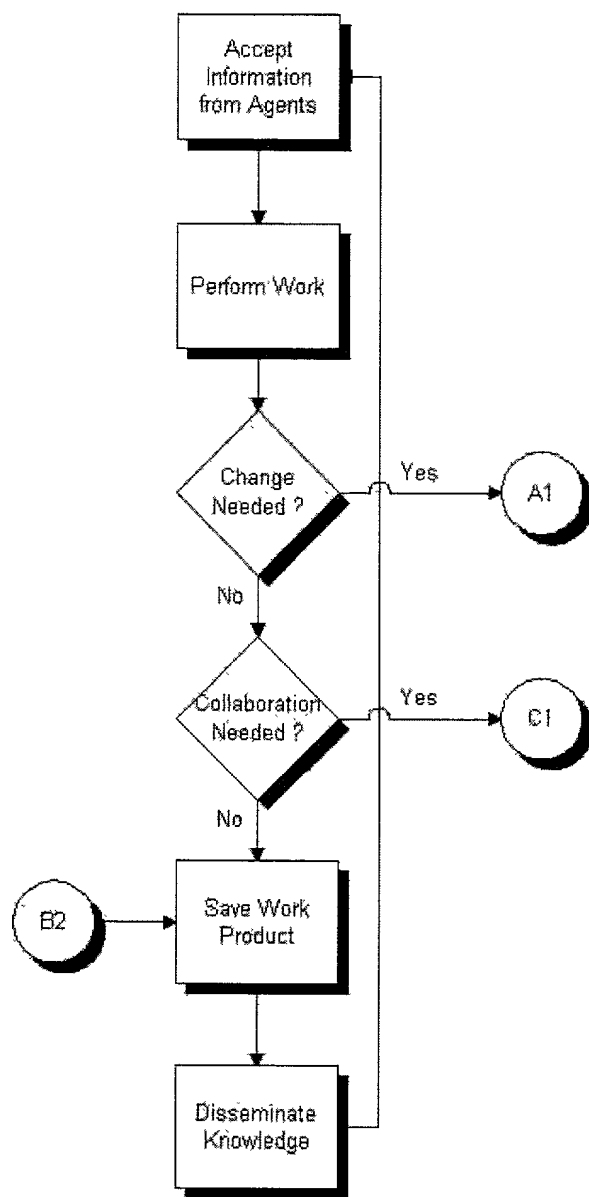 Accept
Information
from Agents
Perform Work
Change
Needed ?
Yes
A1
No
Collaboration
Needed ?
Yes
C1
No
B2
Save Work
Product
Disseminate
Knowledge